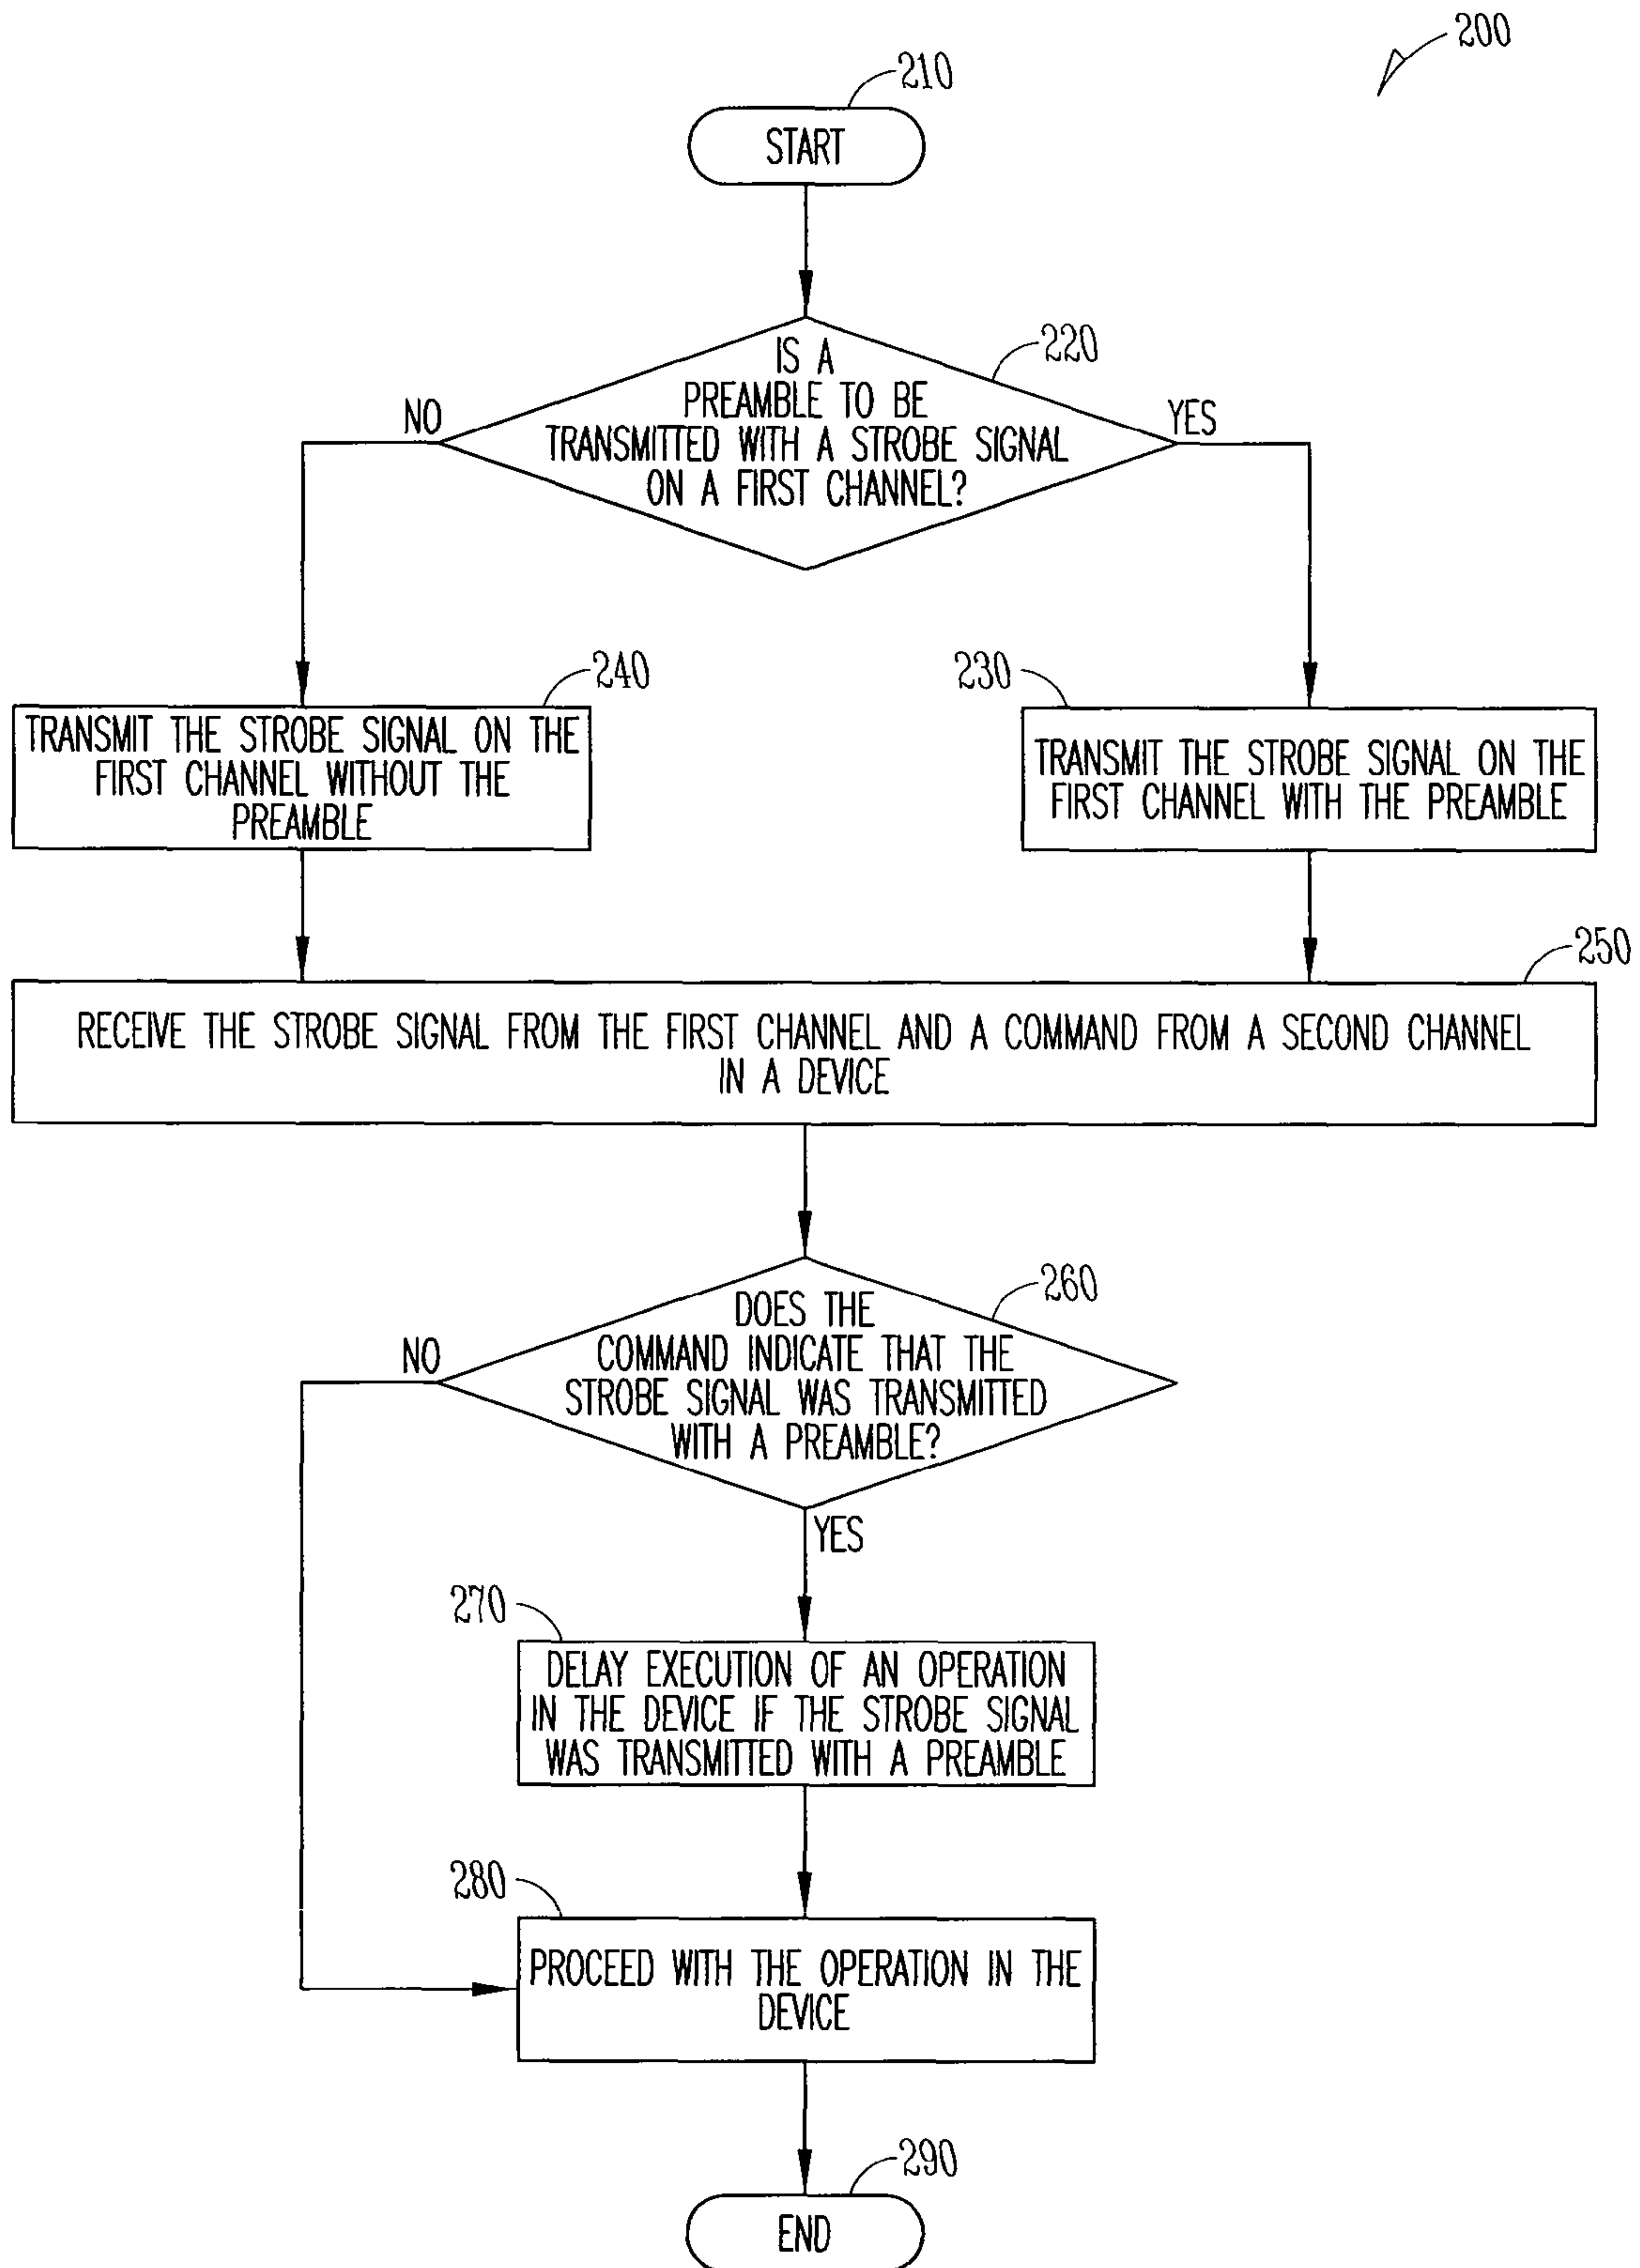 200
210
START
220
IS A
PREAMBLE TO BE
TRANSMITTED WITH A STROBE SIGNAL
ON A FIRST CHANNEL?
NO
YES
240
TRANSMIT THE STROBE SIGNAL ON THE
FIRST CHANNEL WITHOUT THE
PREAMBLE
230
TRANSMIT THE STROBE SIGNAL ON THE
FIRST CHANNEL WITH THE PREAMBLE
250
RECEIVE THE STROBE SIGNAL FROM THE FIRST CHANNEL AND A COMMAND FROM A SECOND CHANNEL
IN A DEVICE
260
DOES THE
COMMAND INDICATE THAT THE
STROBE SIGNAL WAS TRANSMITTED
WITH A PREAMBLE?
NO
YES
270
DELAY EXECUTION OF AN OPERATION
IN THE DEVICE IF THE STROBE SIGNAL
WAS TRANSMITTED WITH A PREAMBLE
280
PROCEED WITH THE OPERATION IN THE
DEVICE
290
END